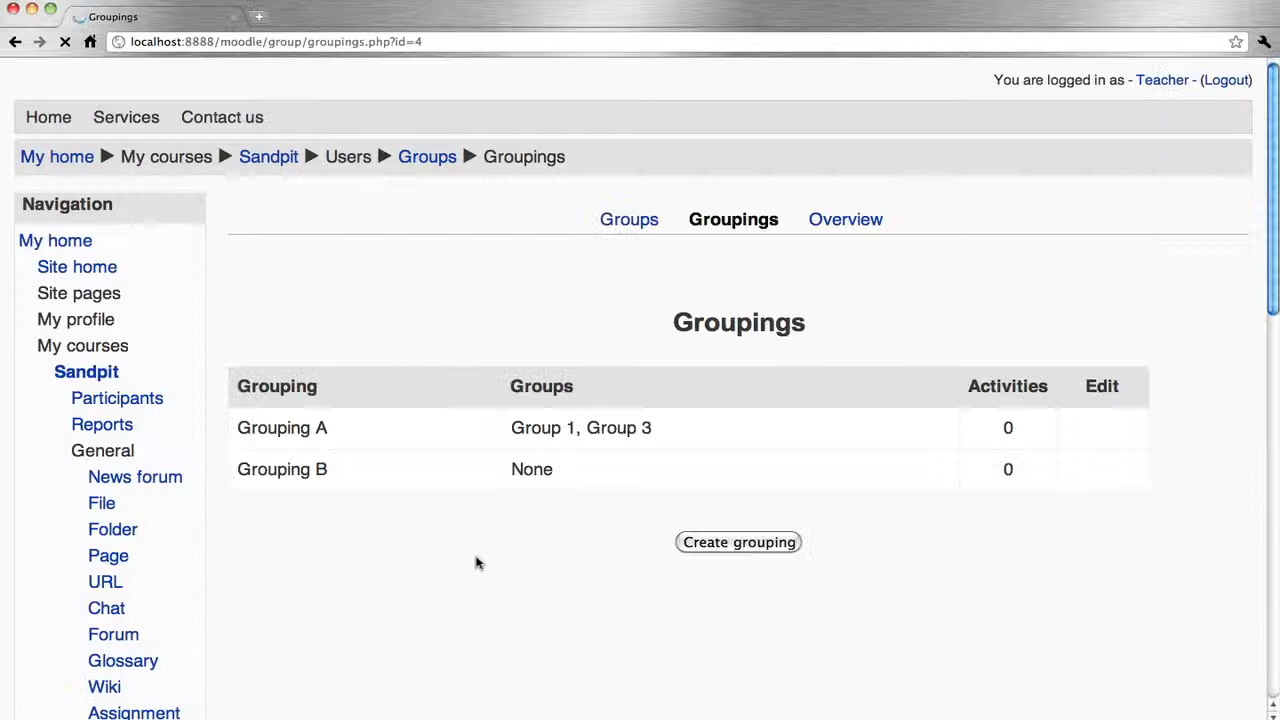 Groupings
localhost:8888/moodle/group/groupings.php?id=4
You are logged in as - Teacher - (Logout)
Home Services Contact us
My home ▶ My courses ▶ Sandpit ▶ Users ▶ Groups ▶ Groupings
Navigation
My home
Site home
Site pages
My profile
My courses
Sandpit
Participants
Reports
General
News forum
File
Folder
Page
URL
Chat
Forum
Glossary
Wiki
Assignment
Groups Groupings Overview
Groupings
Grouping Groups Activities Edit
Grouping A Group 1, Group 3 0
Grouping B None 0
Create grouping